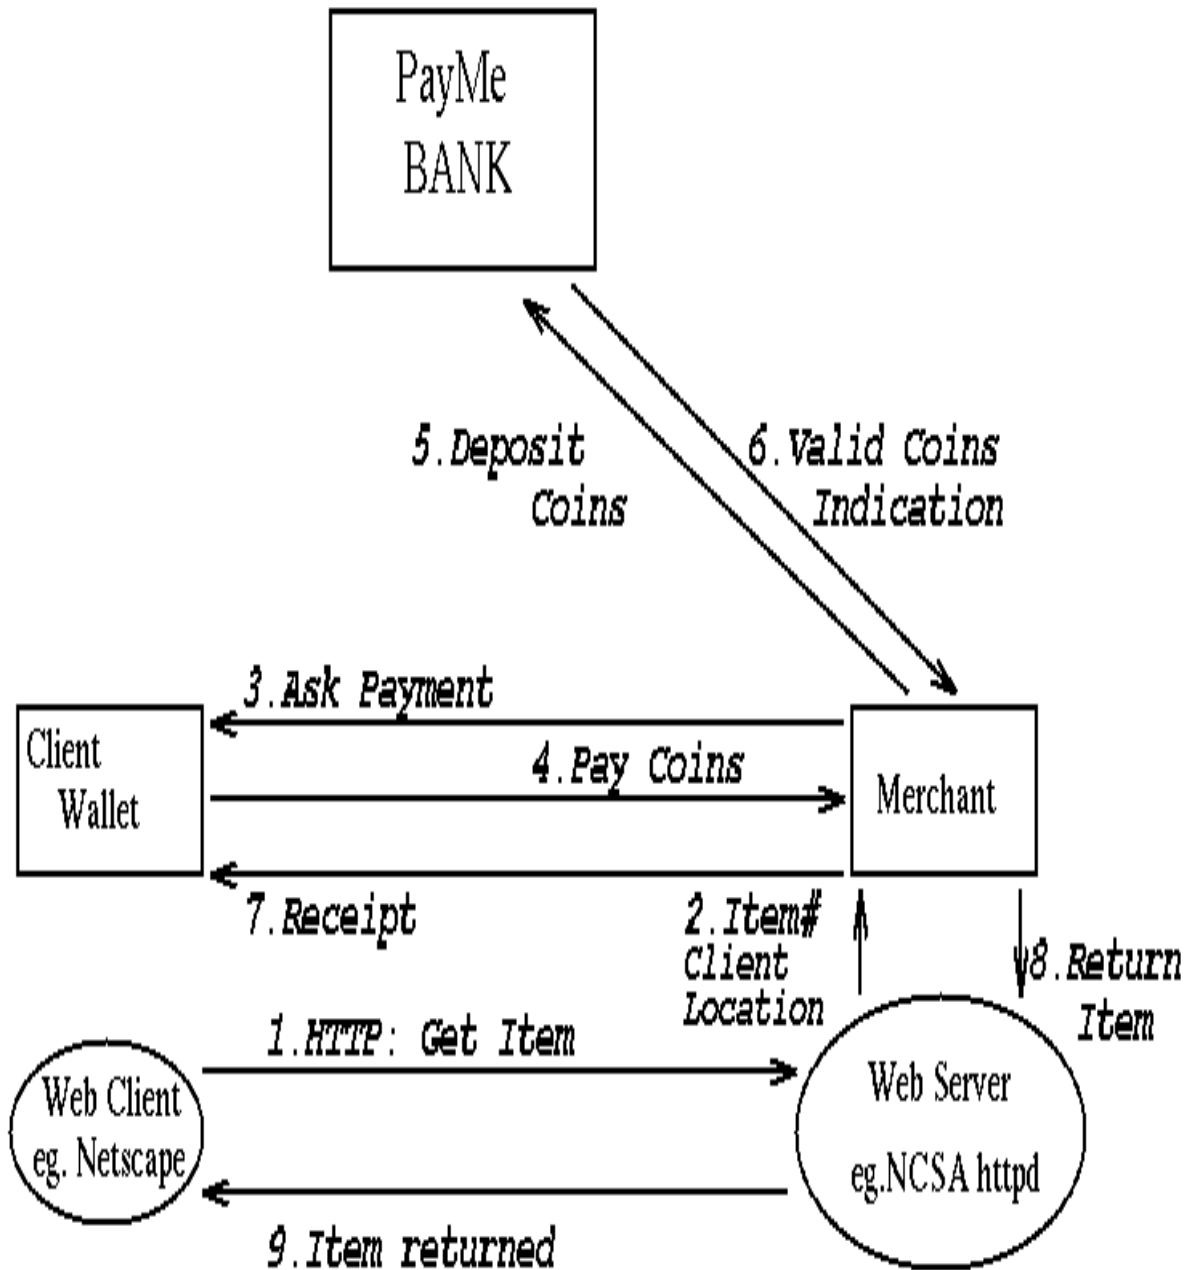 PayMe
BANK
5.Deposit
Coins
6.Valid Coins
Indication
3.Ask Payment
4.Pay Coins
Client
Wallet
Merchant
7.Receipt
2.Item#
Client
Location
8.Return
Item
1.HTTP: Get Item
Web Client
eg. Netscape
Web Server
eg.NCSA httpd
9.Item returned